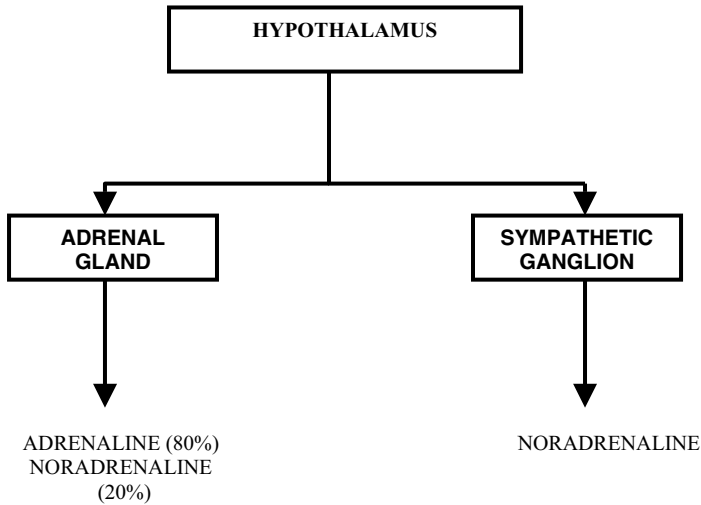 HYPOTHALAMUS
ADRENAL
GLAND
SYMPATHETIC
GANGLION
ADRENALINE (80%)
NORADRENALINE
(20%)
NORADRENALINE